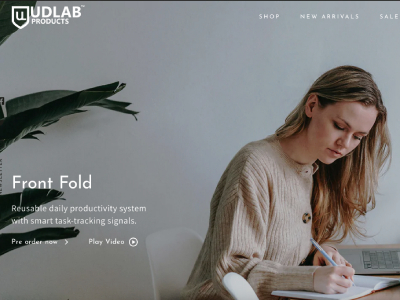 UDLAB™
PRODUCTS
SHOP
NEW ARRIVALS
SALE
Front Fold
Reusable daily productivity system
with smart task-tracking signals.
Pre order now
Play Video